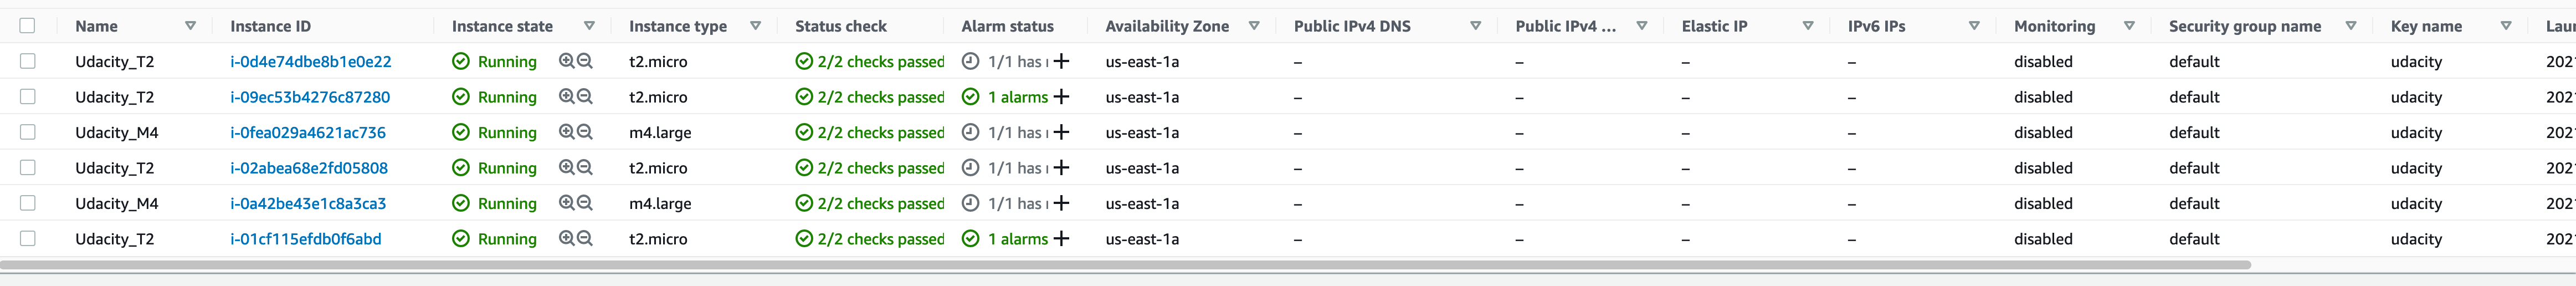 Name Instance ID Instance state Instance type Status check Alarm status Availability Zone Public IPv4 DNS Public IPv4 ... Elastic IP IPv6 IPs Monitoring Security group name Key name Lau
Udacity_T2 i-0d4e74dbe8b1e0e22 Running t2.micro 2/2 checks passed 1/1 has + us-east-1a – – – – disabled default udacity 202
Udacity_T2 i-09ec53b4276c87280 Running t2.micro 2/2 checks passed 1 alarms + us-east-1a – – – – disabled default udacity 202
Udacity_M4 i-0fea029a4621ac736 Running m4.large 2/2 checks passed 1/1 has + us-east-1a – – – – disabled default udacity 202
Udacity_T2 i-02abea68e2fd05808 Running t2.micro 2/2 checks passed 1/1 has + us-east-1a – – – – disabled default udacity 202
Udacity_M4 i-0a42be43e1c8a3ca3 Running m4.large 2/2 checks passed 1/1 has + us-east-1a – – – – disabled default udacity 202
Udacity_T2 i-01cf115efdb0f6abd Running t2.micro 2/2 checks passed 1 alarms + us-east-1a – – – – disabled default udacity 202